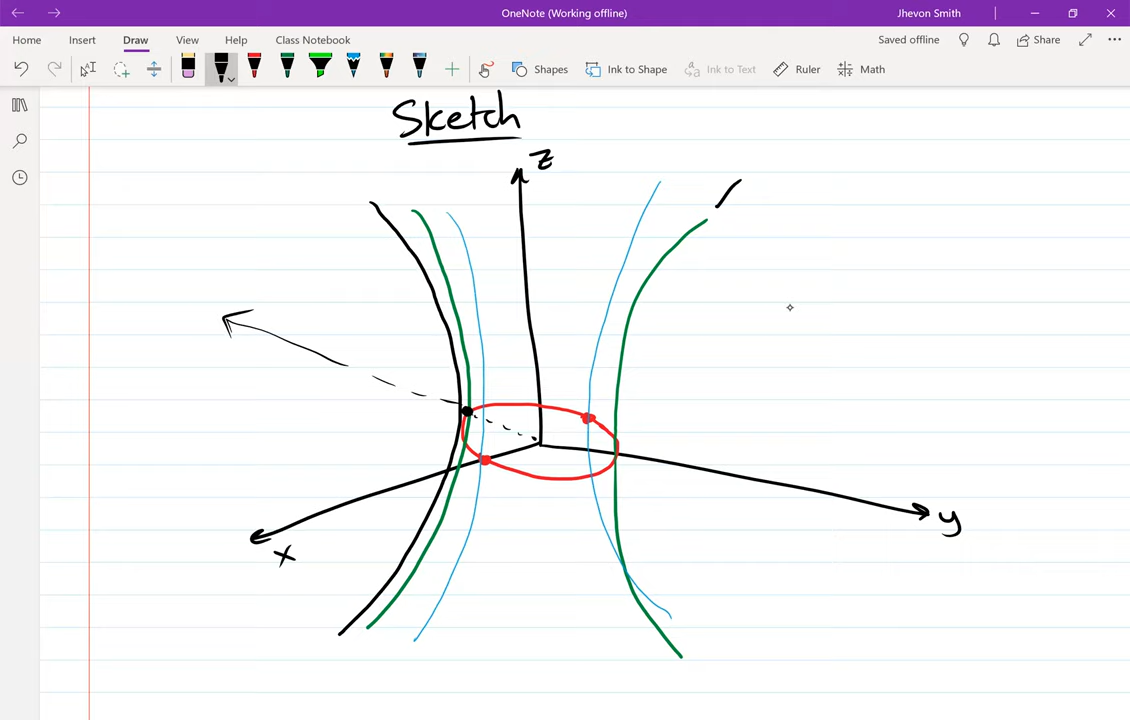 OneNote (Working offline)
Jhevon Smith
Home Insert Draw View Help Class Notebook
Saved offline
Share
Shapes
Ink to Shape
Ink to Text
Ruler
Math
Sketch
z
x
y